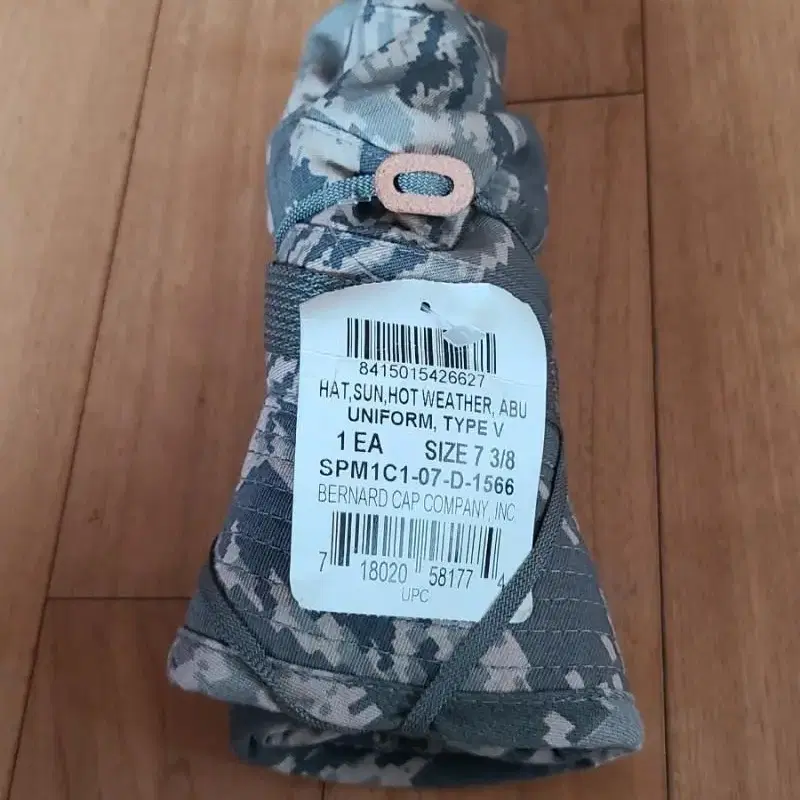 8415015426627
HAT,SUN,HOT WEATHER, ABU
UNIFORM, TYPE V
1 EA SIZE 7 3/8
SPM1C1-07-D-1566
BERNARD CAP COMPANY, INC
7 18020 58177 4
UPC